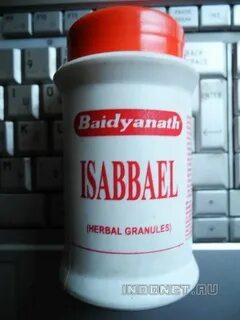 Baidyanath
ISABBAEL
(HERBAL GRANULES)
INDONET.RU